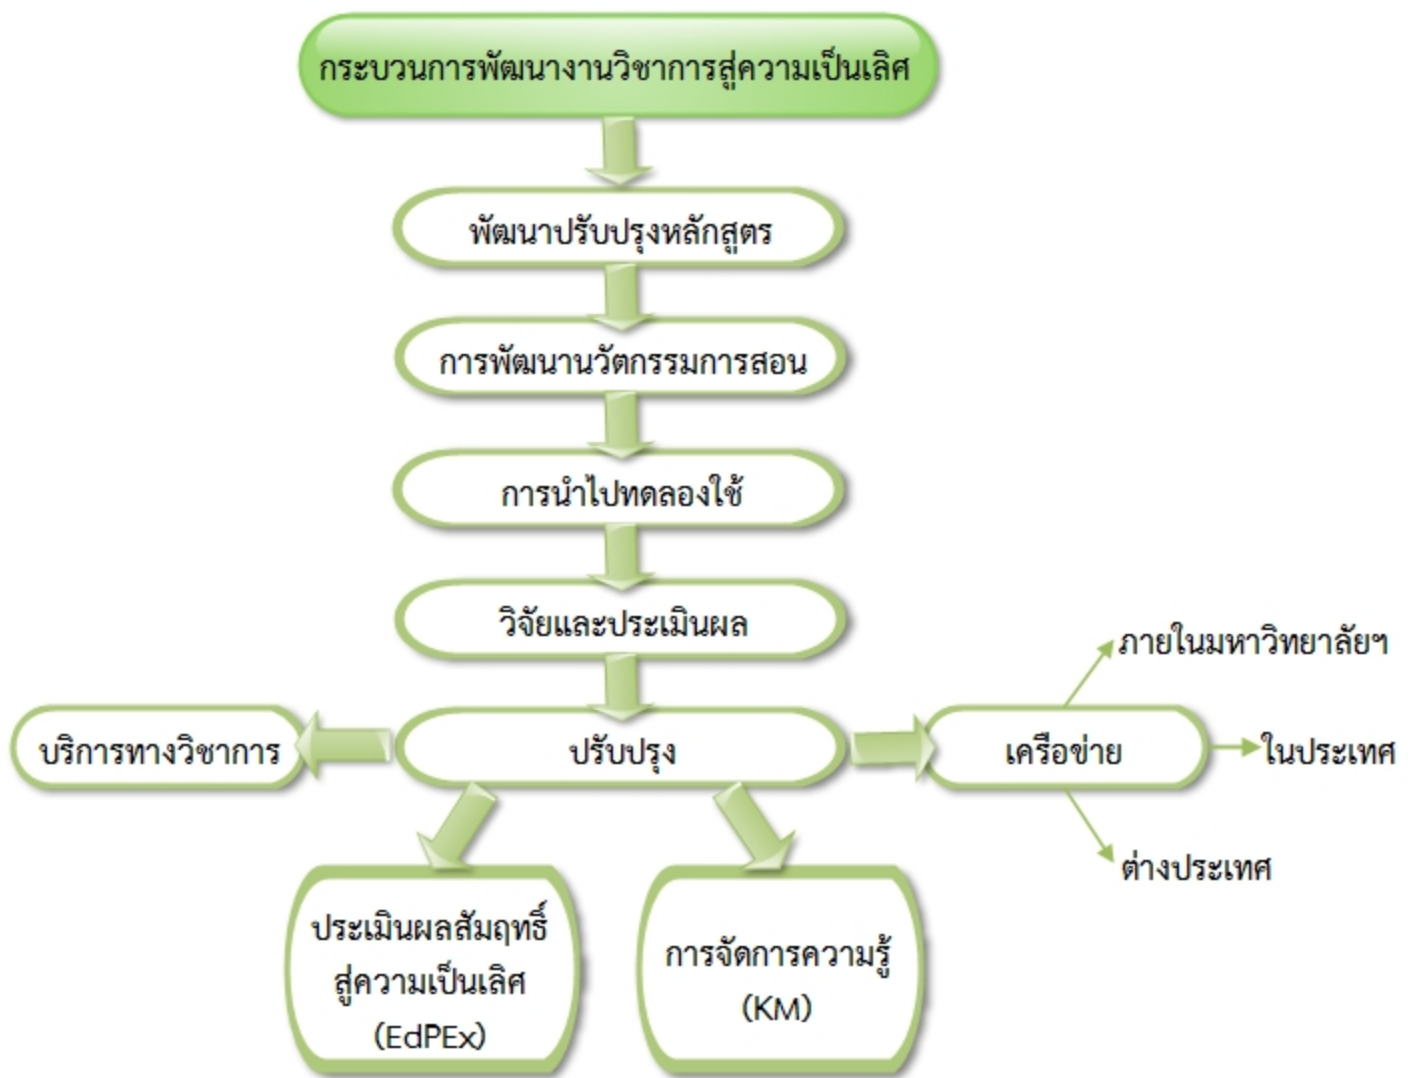 กระบวนการพัฒนางานวิชาการสู่ความเป็นเลิศ
พัฒนาปรับปรุงหลักสูตร
การพัฒนานวัตกรรมการสอน
การนำไปทดลองใช้
วิจัยและประเมินผล
ภายในมหาวิทยาลัยฯ
บริการทางวิชาการ
ปรับปรุง
เครือข่าย
ในประเทศ
ต่างประเทศ
ประเมินผลสัมฤทธิ์
สู่ความเป็นเลิศ
(EdPEx)
การจัดการความรู้
(KM)